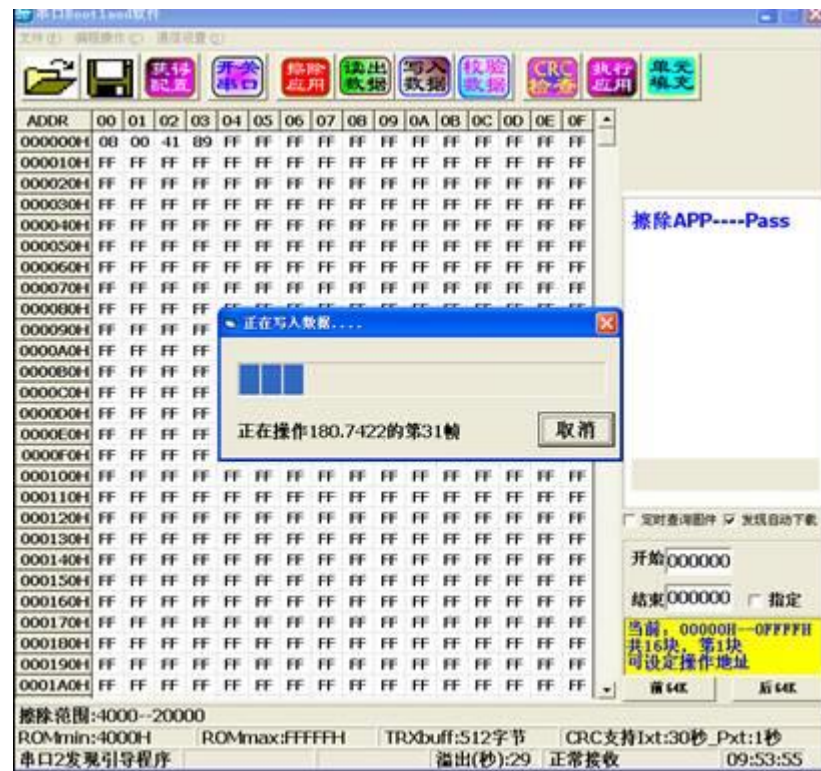 串口Bootload软件
文件(F) 编程操作(C) 通信设置(Q)
获得配置 开关串口 擦除应用 读出数据 写入数据 校验数据 CRC检查 执行应用 单元填充
ADDR 00 01 02 03 04 05 06 07 08 09 0A 0B 0C 0D 0E 0F
000000H 08 00 41 89 FF FF FF FF FF FF FF FF FF FF FF FF
000010H FF FF FF FF FF FF FF FF FF FF FF FF FF FF FF FF
000020H FF FF FF FF FF FF FF FF FF FF FF FF FF FF FF FF
000030H FF FF FF FF FF FF FF FF FF FF FF FF FF FF FF FF
000040H FF FF FF FF FF FF FF FF FF FF FF FF FF FF FF FF
擦除APP----Pass
000050H FF FF FF FF FF FF FF FF FF FF FF FF FF FF FF FF
000060H FF FF FF FF FF FF FF FF FF FF FF FF FF FF FF FF
000070H FF FF FF FF FF FF FF FF FF FF FF FF FF FF FF FF
000080H FF FF FF FF FF FF FF FF FF FF FF FF FF FF FF FF
000090H FF FF FF FF
0000A0H FF FF FF FF
0000B0H FF FF FF FF
0000C0H FF FF FF FF
0000D0H FF FF FF FF
0000E0H FF FF FF FF
0000F0H FF FF FF FF
正在写入数据....
正在操作180.7422的第31帧
取消
000100H FF FF FF FF FF FF FF FF FF FF FF FF FF FF FF FF
000110H FF FF FF FF FF FF FF FF FF FF FF FF FF FF FF FF
000120H FF FF FF FF FF FF FF FF FF FF FF FF FF FF FF FF
000130H FF FF FF FF FF FF FF FF FF FF FF FF FF FF FF FF
000140H FF FF FF FF FF FF FF FF FF FF FF FF FF FF FF FF
000150H FF FF FF FF FF FF FF FF FF FF FF FF FF FF FF FF
000160H FF FF FF FF FF FF FF FF FF FF FF FF FF FF FF FF
000170H FF FF FF FF FF FF FF FF FF FF FF FF FF FF FF FF
000180H FF FF FF FF FF FF FF FF FF FF FF FF FF FF FF FF
000190H FF FF FF FF FF FF FF FF FF FF FF FF FF FF FF FF
0001A0H FF FF FF FF FF FF FF FF FF FF FF FF FF FF FF FF
定时查询固件 发现自动下载
开始 000000
结束 000000 指定
当前，00000H--0FFFFH
共16块，第1块
可设定操作地址
前64K 后64K
擦除范围:4000--20000
ROMmin:4000H ROMmax:FFFFFH TRXbuff:512字节 CRC支持Ixt:30秒_Pxt:1秒
串口2发现引导程序 溢出(秒):29 正常接收 09:53:55